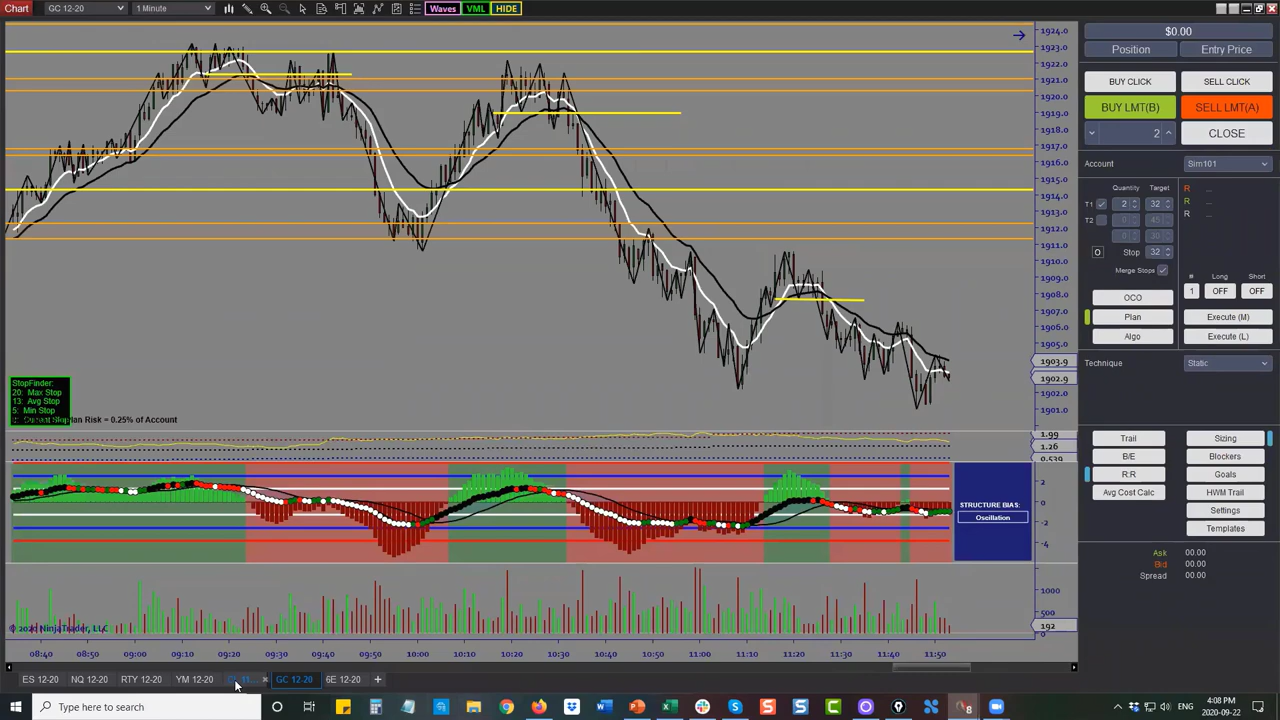 Chart
GC 12-20
1 Minute
Waves
VML
HIDE
1924.0
1923.0
1922.0
1921.0
1920.0
1919.0
1918.0
1917.0
1916.0
1915.0
1914.0
1913.0
1912.0
1911.0
1910.0
1909.0
1908.0
1907.0
1906.0
1905.0
1903.9
1902.9
1902.0
1901.0
StopFinder:
20: Max Stop
13: Avg Stop
5: Min Stop
Plan Risk = 0.25% of Account
1.99
1.26
0.539
2
0
-2
-4
STRUCTURE BIAS:
Oscillation
1000
500
192
0
© 2020 NinjaTrader, LLC
08:40 08:50 09:00 09:10 09:20 09:30 09:40 09:50 10:00 10:10 10:20 10:30 10:40 10:50 11:00 11:10 11:20 11:30 11:40 11:50
ES 12-20 NQ 12-20 RTY 12-20 YM 12-20 GC 12-20 6E 12-20 +
$0.00
Position Entry Price
BUY CLICK SELL CLICK
BUY LMT(B) SELL LMT(A)
2 CLOSE
Account Sim101
Quantity Target
T1 2 32
T2 0 45
0 30
O Stop 32
Merge Stops
R --
R --
R --
# Long Short
1 OFF OFF
OCO
Plan Execute (M)
Algo Execute (L)
Technique Static
Trail Sizing
B/E Blockers
R:R Goals
Avg Cost Calc HWM Trail
Settings
Templates
Ask 00.00
Bid 00.00
Spread 00.00
Type here to search
4:08 PM
2020-09-22